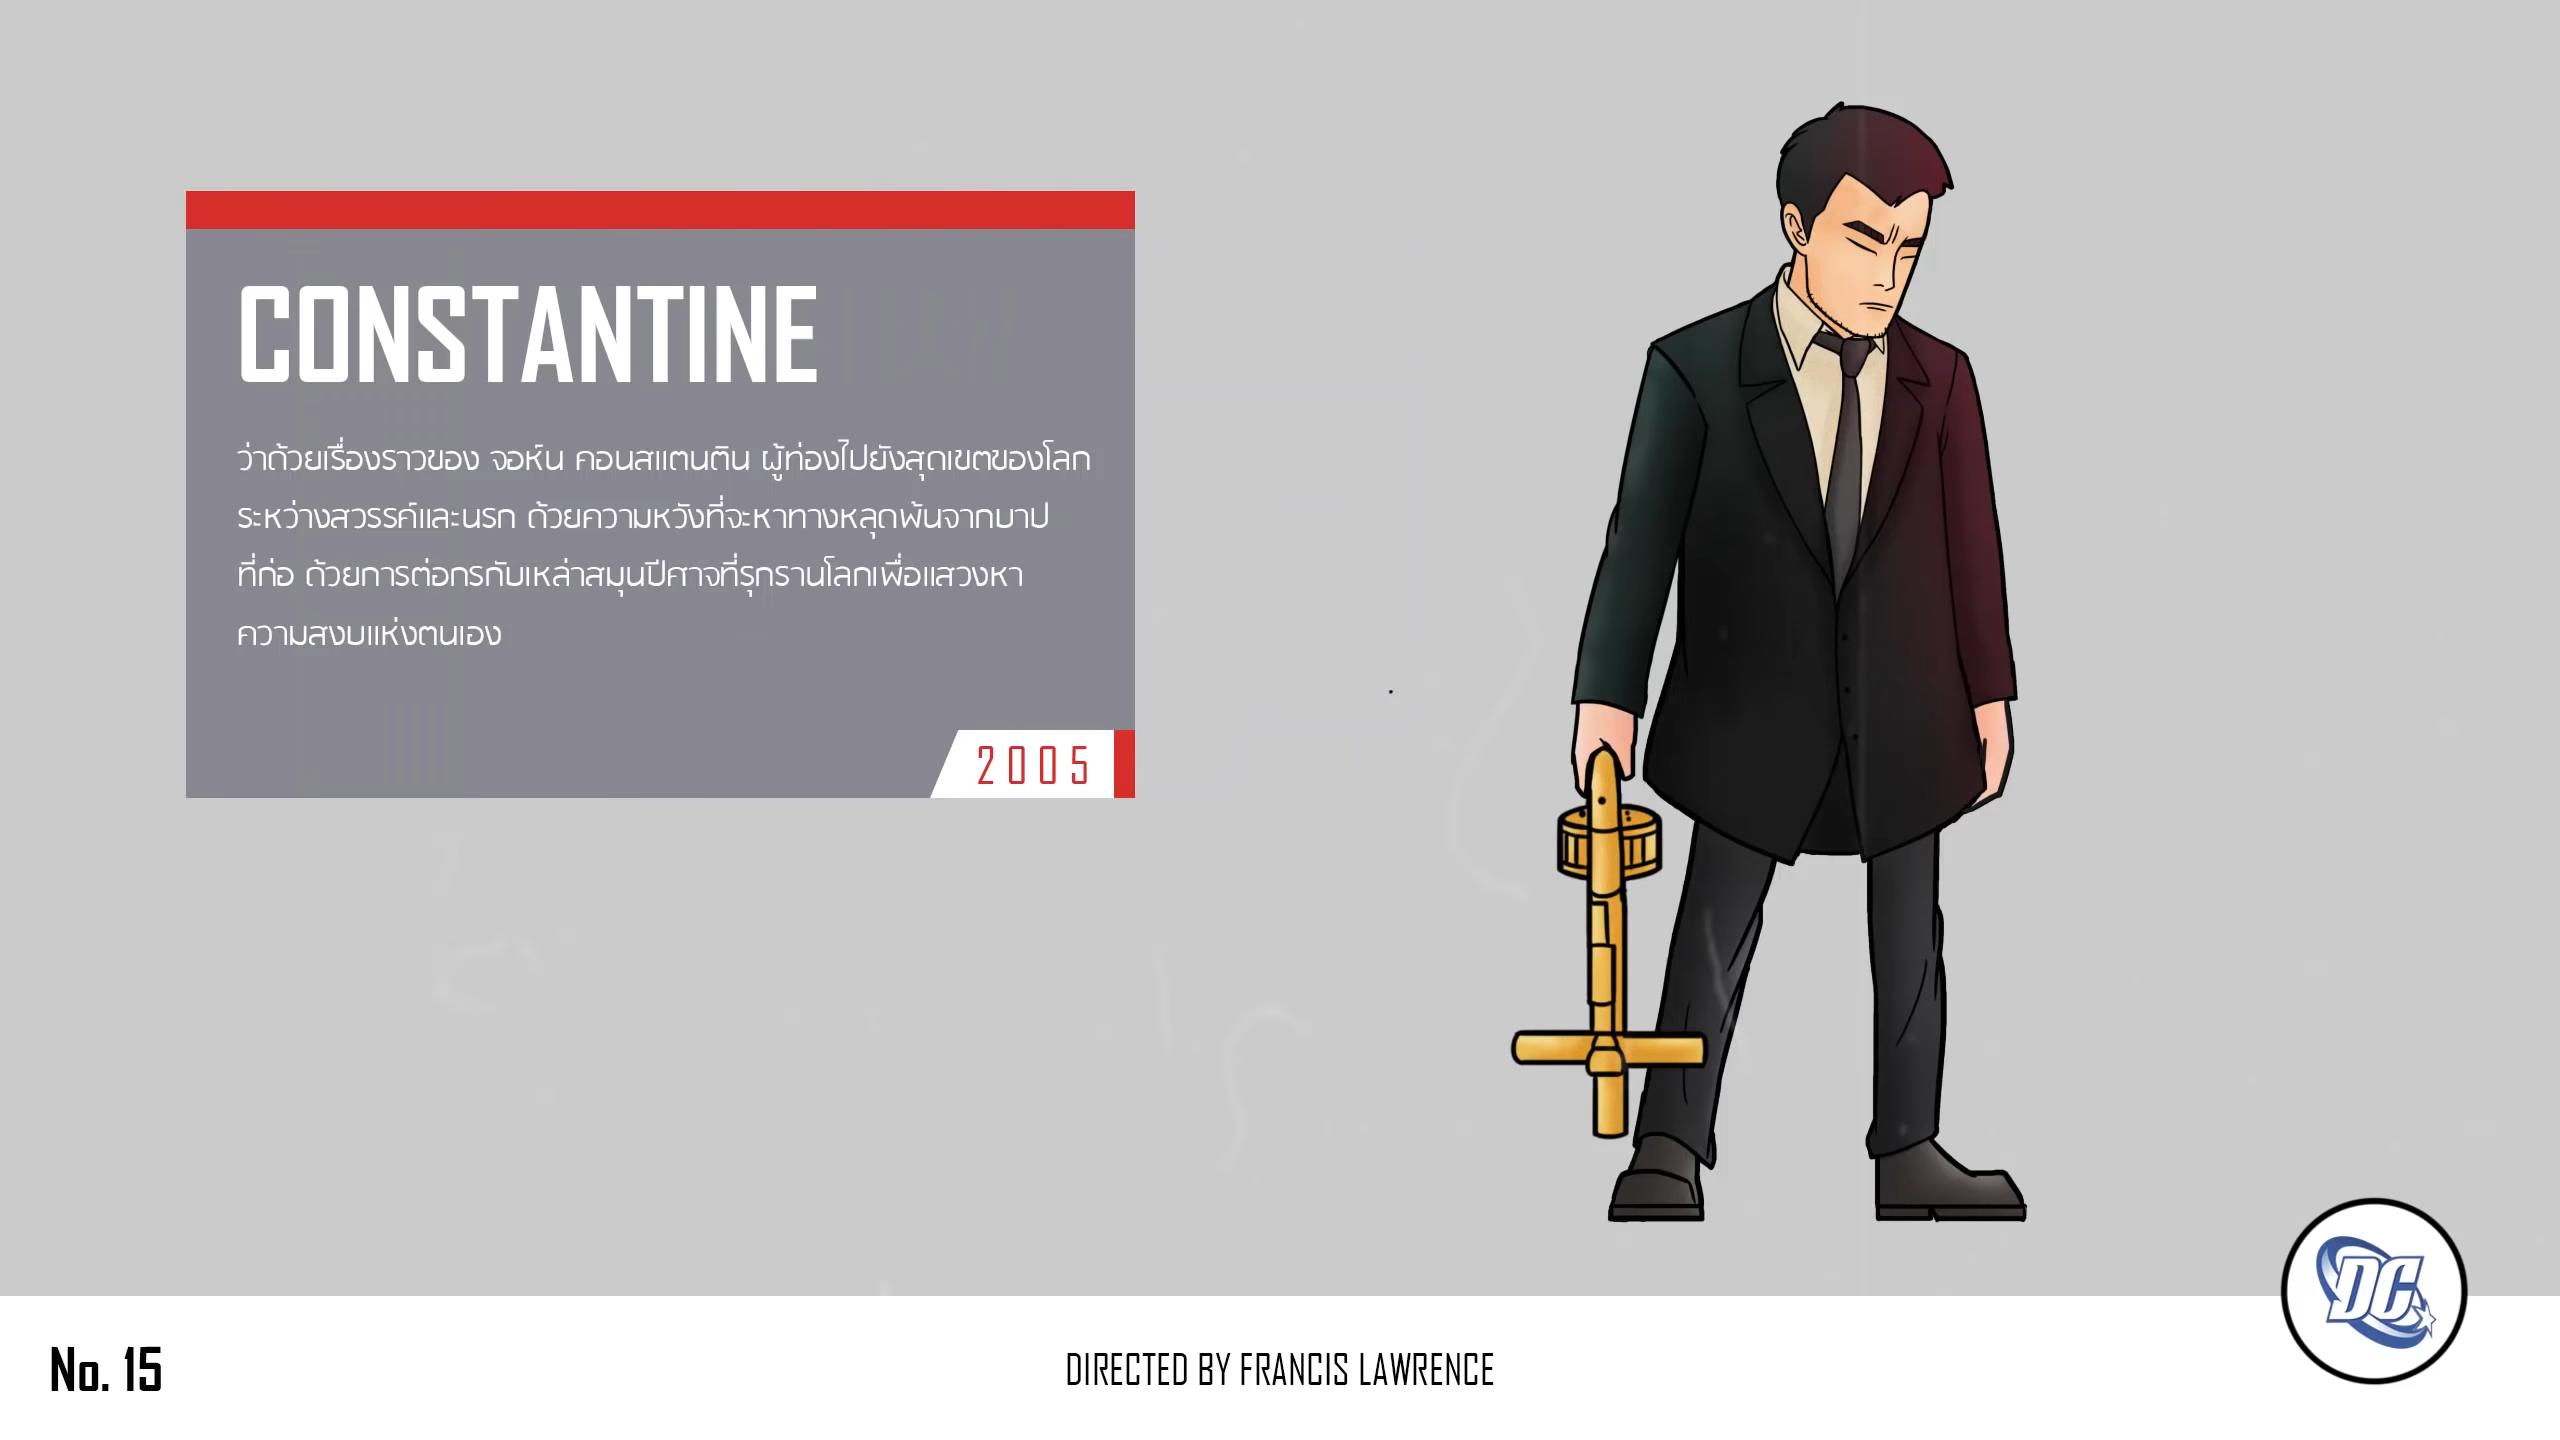 CONSTANTINE
ว่าด้วยเรื่องราวของ จอห์น คอนสแตนติน ผู้ท่องไปยังสุดเขตของโลก
ระหว่างสวรรค์และนรก ด้วยความหวังที่จะหาทางหลุดพ้นจากบาป
ที่ก่อ ด้วยการต่อกรกับเหล่าสมุนปีศาจที่รุกรานโลกเพื่อแสวงหา
ความสงบแห่งตนเอง
2005
DC
No. 15
DIRECTED BY FRANCIS LAWRENCE